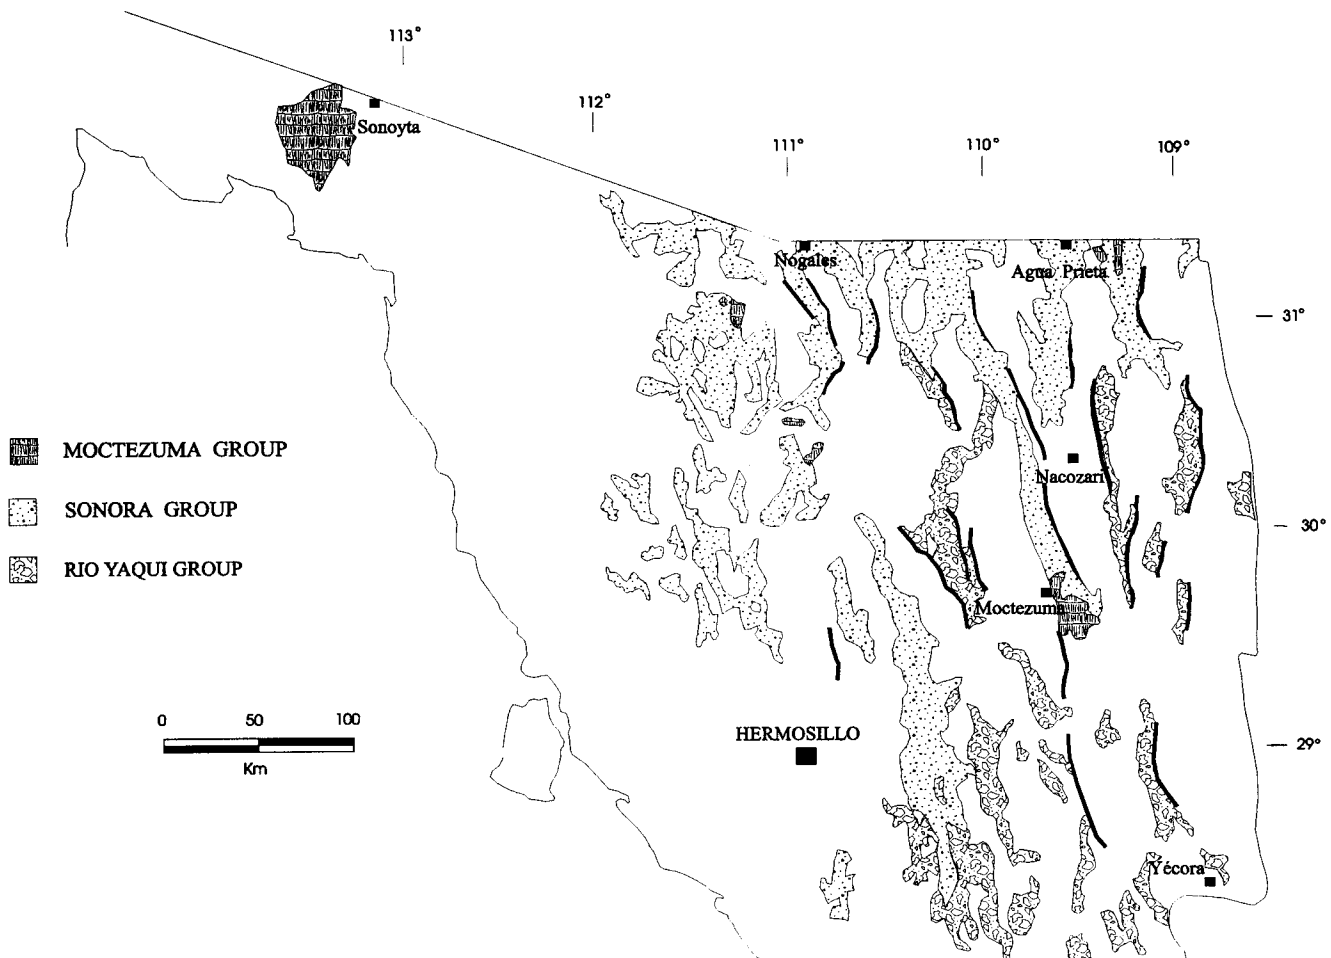 113°
Sonoyta
112°
111°
110°
109°
Nogales
Agua Prieta
31°
MOCTEZUMA GROUP
SONORA GROUP
RIO YAQUI GROUP
Nacozari
30°
Moctezuma
0 50 100
Km
HERMOSILLO
29°
Yécora